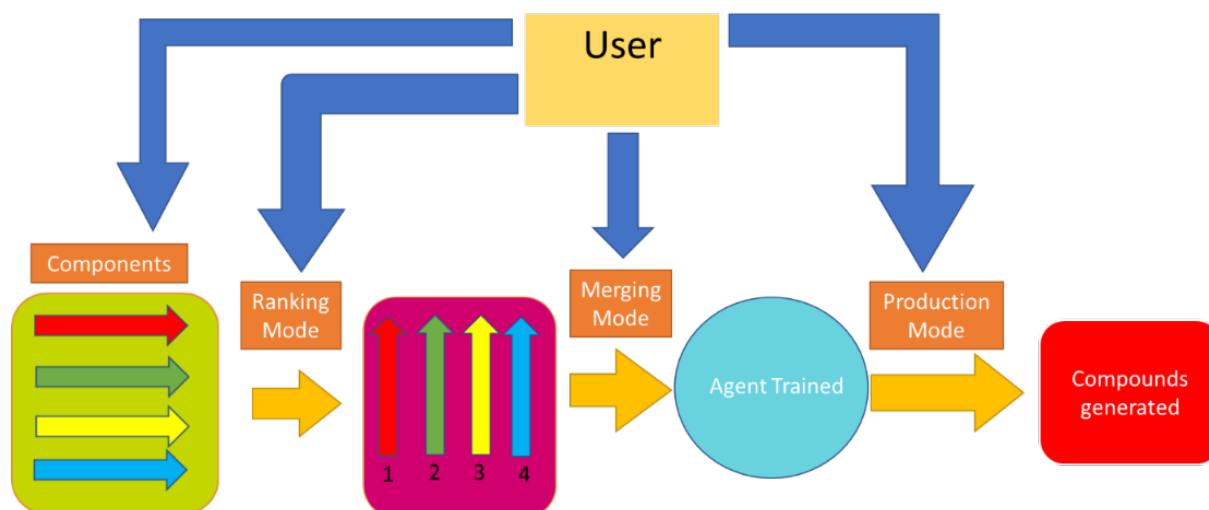 User
Components
Ranking
Mode
Merging
Mode
Production
Mode
1 2 3 4
Agent Trained
Compounds
generated